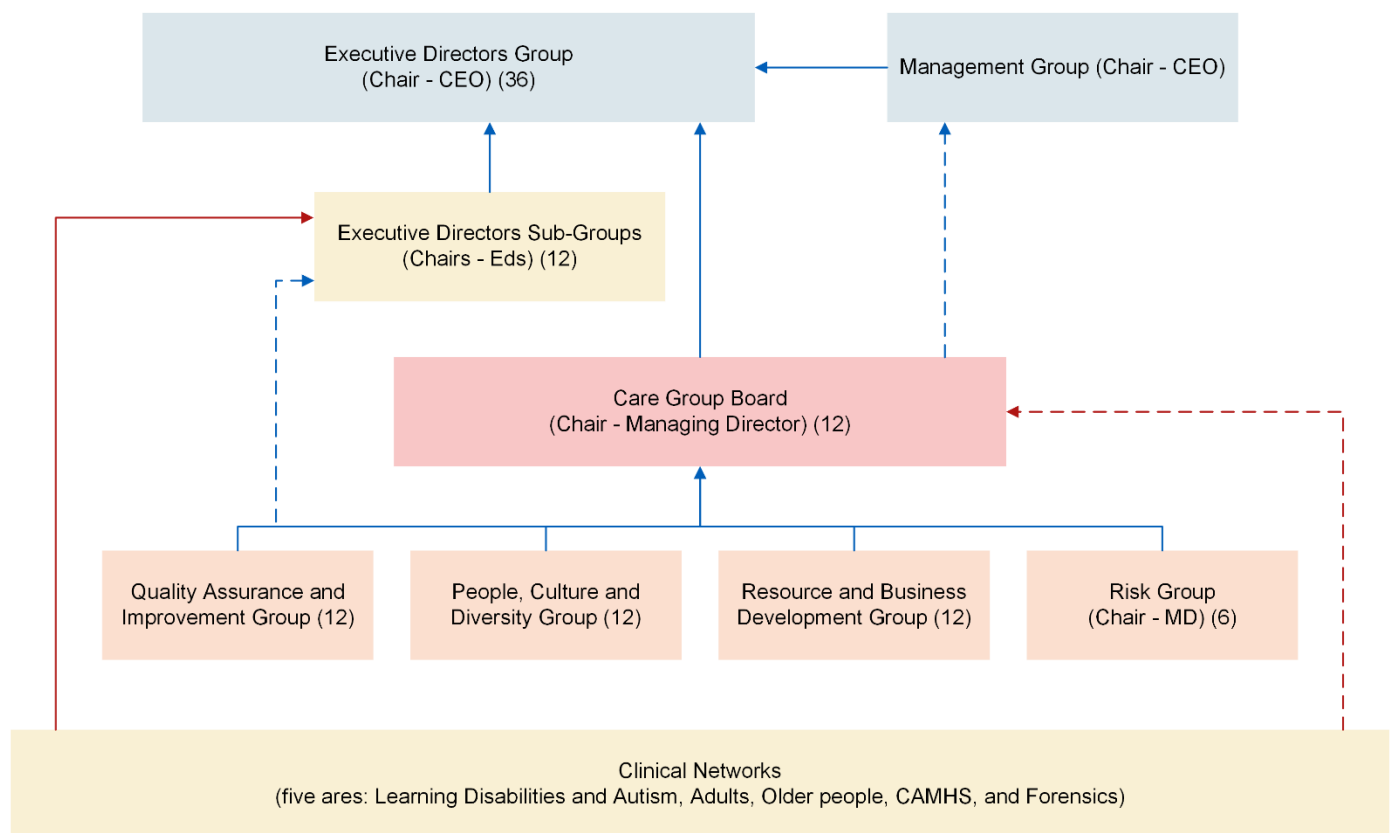 Executive Directors Group
(Chair - CEO) (36)
Management Group (Chair - CEO)
Executive Directors Sub-Groups
(Chairs - Eds) (12)
Care Group Board
(Chair - Managing Director) (12)
Quality Assurance and
Improvement Group (12)
People, Culture and
Diversity Group (12)
Resource and Business
Development Group (12)
Risk Group
(Chair - MD) (6)
Clinical Networks
(five ares: Learning Disabilities and Autism, Adults, Older people, CAMHS, and Forensics)